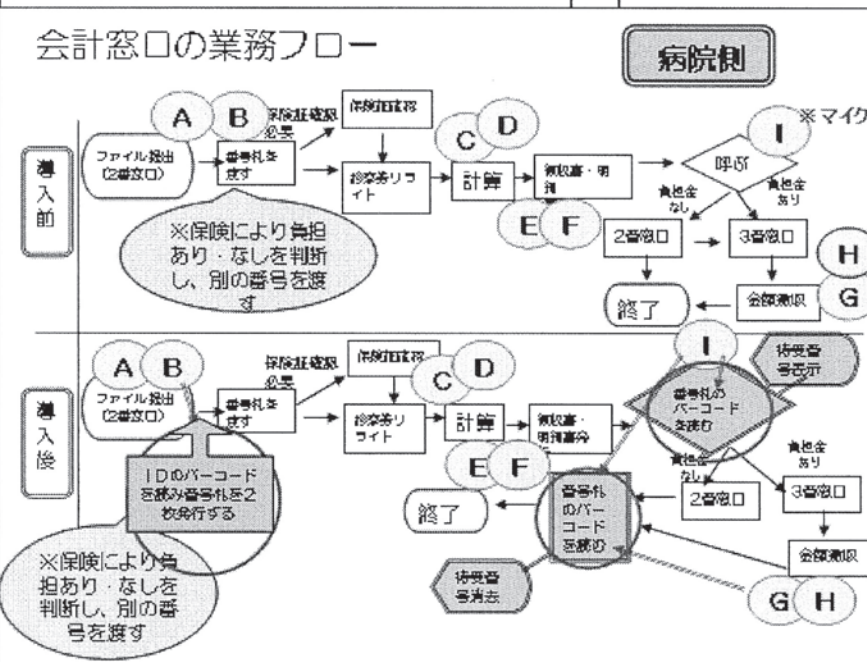 会計窓口の業務フロー
病院側
導入前
A
B
ファイル提出
(2番窓口)
番号札を
渡す
保険証確認
必要
保険証確認
診察券リラ
イト
C
D
計算
領収書・明
E
F
I
※マイク
呼ぶ
負担金
なし
負担金
あり
2番窓口
3番窓口
H
G
金額徴収
終了
※保険により負担
あり・なしを判断
し、別の番号を渡
す
導入後
A
B
ファイル提出
(2番窓口)
番号札を
渡す
保険証確認
必要
保険証確認
診察券リ
ライト
C
D
計算
領収書・
E
F
I
待受番
号表示
番号札の
バーコード
を読む
負担金
なし
負担金
あり
2番窓口
3番窓口
金額徴収
G
H
番号札
のバー
コード
を読む
終了
待受番
号消去
IDのバーコード
を読み番号札を2
枚発行する
※保険により負
担あり・なしを
判断し、別の番
号を渡す